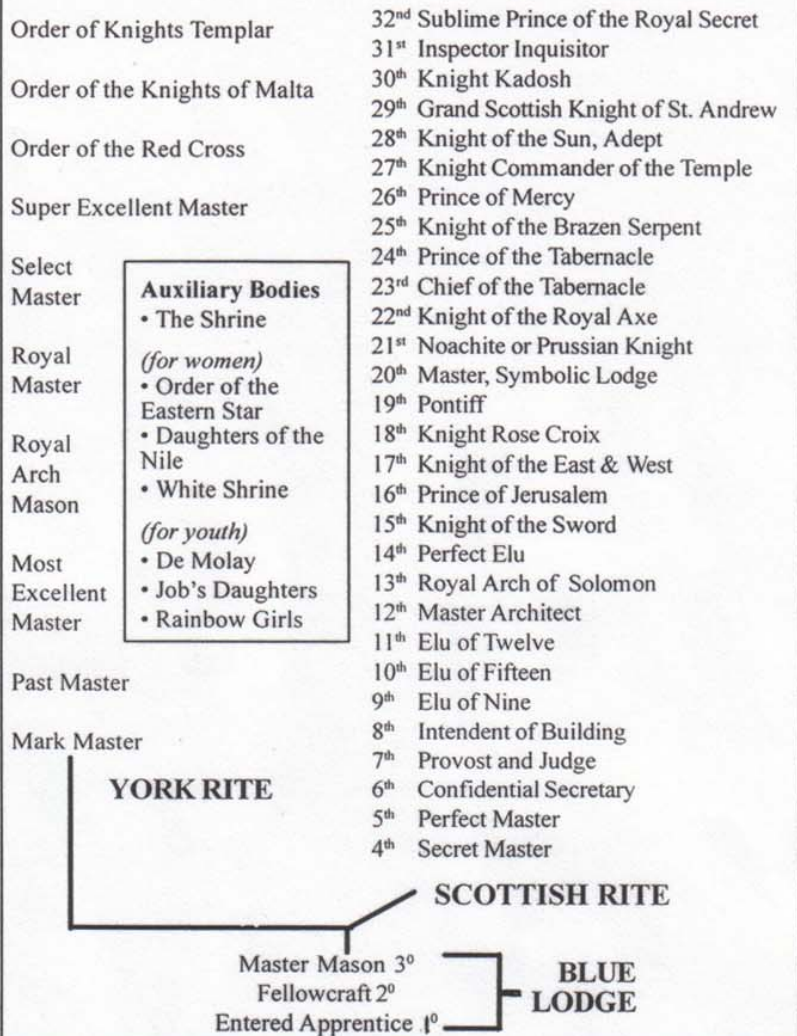 Order of Knights Templar
Order of the Knights of Malta
Order of the Red Cross
Super Excellent Master
Select
Master
Royal
Master
Royal
Arch
Mason
Most
Excellent
Master
Past Master
Mark Master
YORK RITE
Auxiliary Bodies
• The Shrine
(for women)
• Order of the
Eastern Star
• Daughters of the
Nile
• White Shrine
(for youth)
• De Molay
• Job's Daughters
• Rainbow Girls
32nd Sublime Prince of the Royal Secret
31st Inspector Inquisitor
30th Knight Kadosh
29th Grand Scottish Knight of St. Andrew
28th Knight of the Sun, Adept
27th Knight Commander of the Temple
26th Prince of Mercy
25th Knight of the Brazen Serpent
24th Prince of the Tabernacle
23rd Chief of the Tabernacle
22nd Knight of the Royal Axe
21st Noachite or Prussian Knight
20th Master, Symbolic Lodge
19th Pontiff
18th Knight Rose Croix
17th Knight of the East & West
16th Prince of Jerusalem
15th Knight of the Sword
14th Perfect Elu
13th Royal Arch of Solomon
12th Master Architect
11th Elu of Twelve
10th Elu of Fifteen
9th Elu of Nine
8th Intendent of Building
7th Provost and Judge
6th Confidential Secretary
5th Perfect Master
4th Secret Master
SCOTTISH RITE
Master Mason 3º
Fellowcraft 2º
Entered Apprentice 1º
BLUE
LODGE